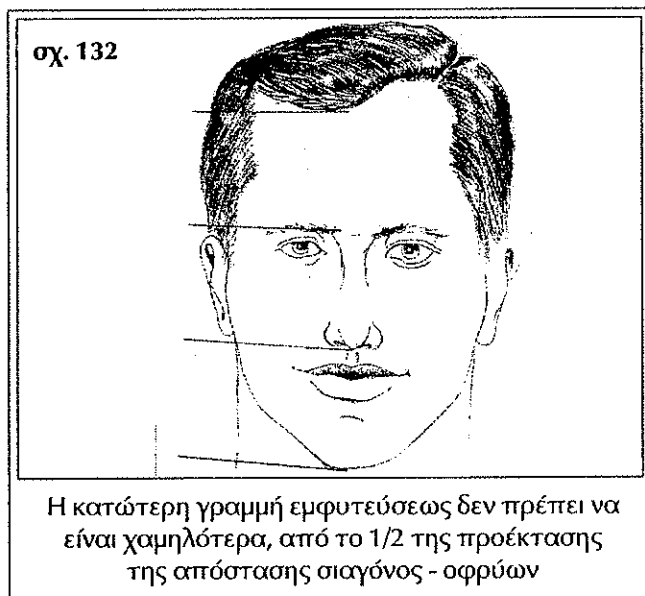 σχ. 132
Η κατώτερη γραμμή εμφυτεύσεως δεν πρέπει να
είναι χαμηλότερα, από το 1/2 της προέκτασης
της απόστασης σιαγόνος - οφρύων